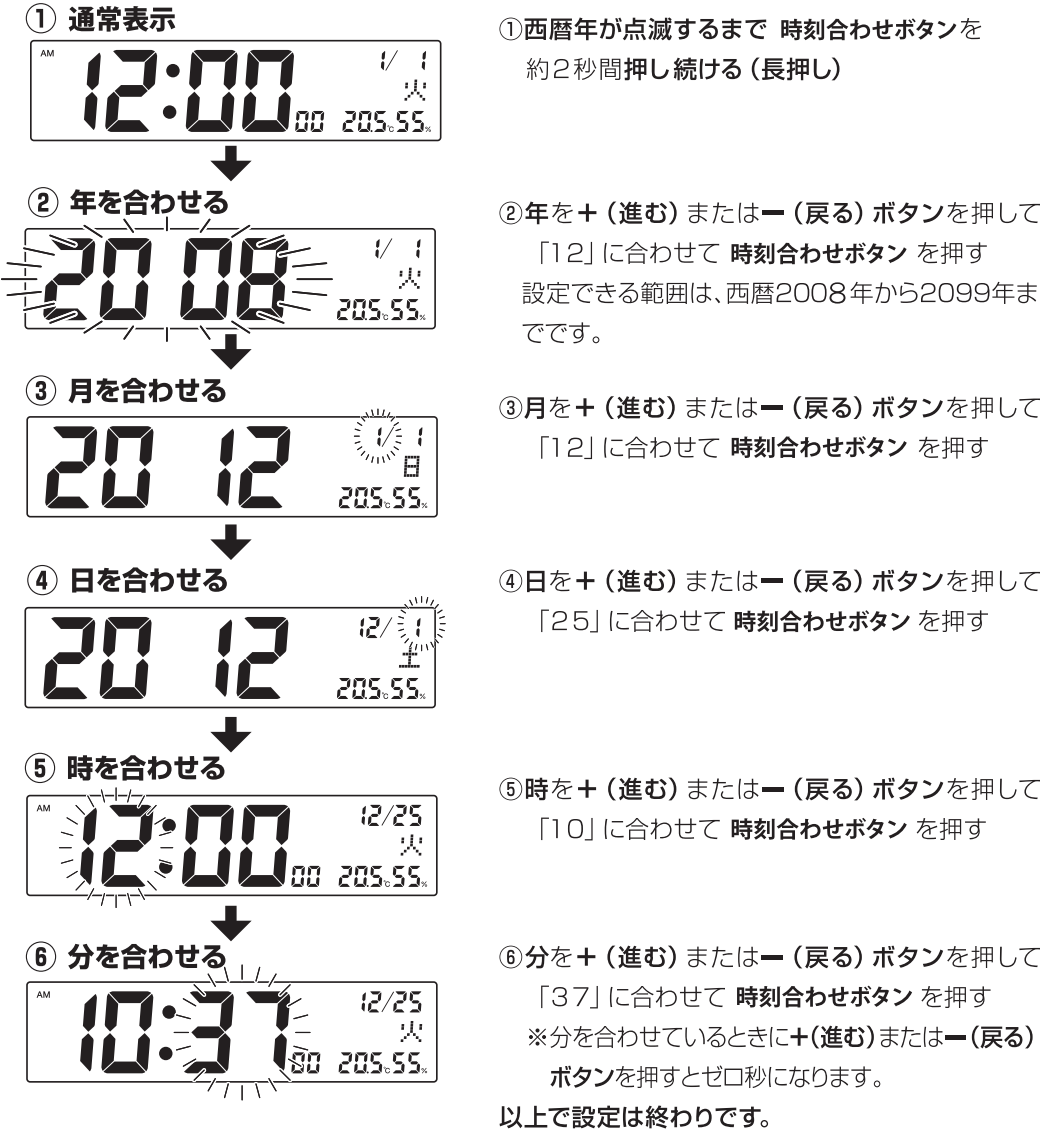 ① 通常表示
AM 12:00 00 1/ 1 火 20.5℃ 55%
①西暦年が点滅するまで 時刻合わせボタンを
約2秒間押し続ける（長押し）
② 年を合わせる
20 08 1/ 1 火 20.5℃ 55%
②年を＋（進む）または－（戻る）ボタンを押して
「12」に合わせて 時刻合わせボタン を押す
設定できる範囲は、西暦2008年から2099年ま
でです。
③ 月を合わせる
20 12 1/ 1 日 20.5℃ 55%
③月を＋（進む）または－（戻る）ボタンを押して
「12」に合わせて 時刻合わせボタン を押す
④ 日を合わせる
20 12 12/ 1 土 20.5℃ 55%
④日を＋（進む）または－（戻る）ボタンを押して
「25」に合わせて 時刻合わせボタン を押す
⑤ 時を合わせる
AM 12:00 00 12/25 火 20.5℃ 55%
⑤時を＋（進む）または－（戻る）ボタンを押して
「10」に合わせて 時刻合わせボタン を押す
⑥ 分を合わせる
AM 10:37 00 12/25 火 20.5℃ 55%
⑥分を＋（進む）または－（戻る）ボタンを押して
「37」に合わせて 時刻合わせボタン を押す
※分を合わせているときに＋（進む）または－（戻る）
ボタンを押すとゼロ秒になります。
以上で設定は終わりです。